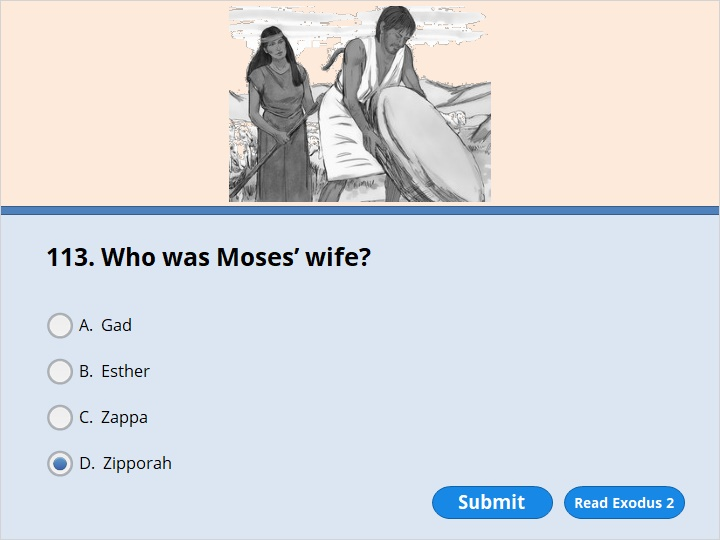 113. Who was Moses’ wife?
A. Gad
B. Esther
C. Zappa
D. Zipporah
Submit
Read Exodus 2